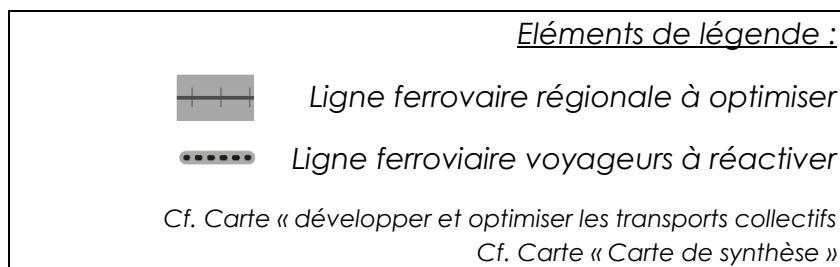 Eléments de légende :
Ligne ferrovaire régionale à optimiser
Ligne ferroviaire voyageurs à réactiver
Cf. Carte « développer et optimiser les transports collectifs
Cf. Carte « Carte de synthèse »